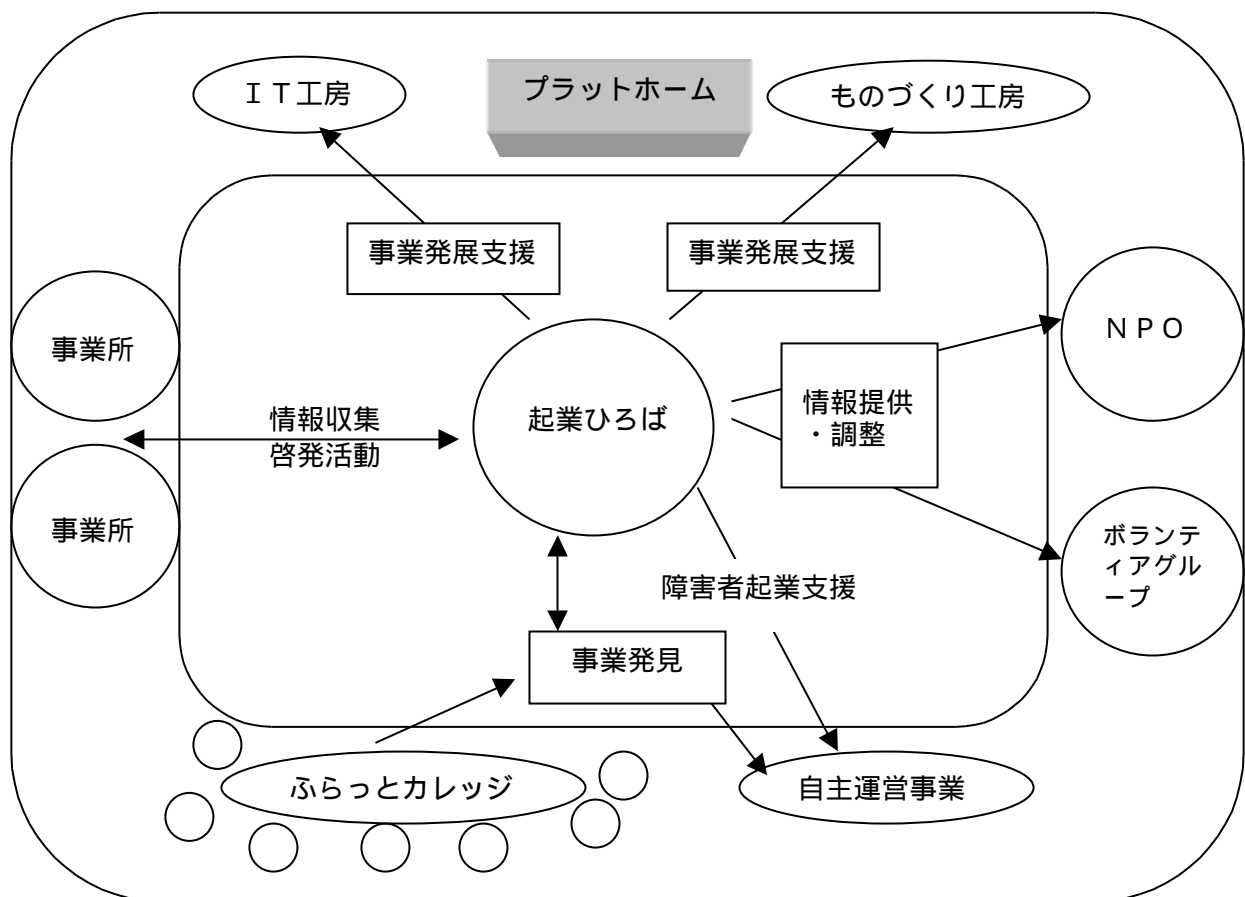 ＩＴ工房
プラットホーム
ものづくり工房
事業発展支援
事業発展支援
事業所
ＮＰＯ
情報収集
啓発活動
起業ひろば
情報提供
・調整
事業所
ボランテ
ィアグル
ープ
障害者起業支援
事業発見
ふらっとカレッジ
自主運営事業